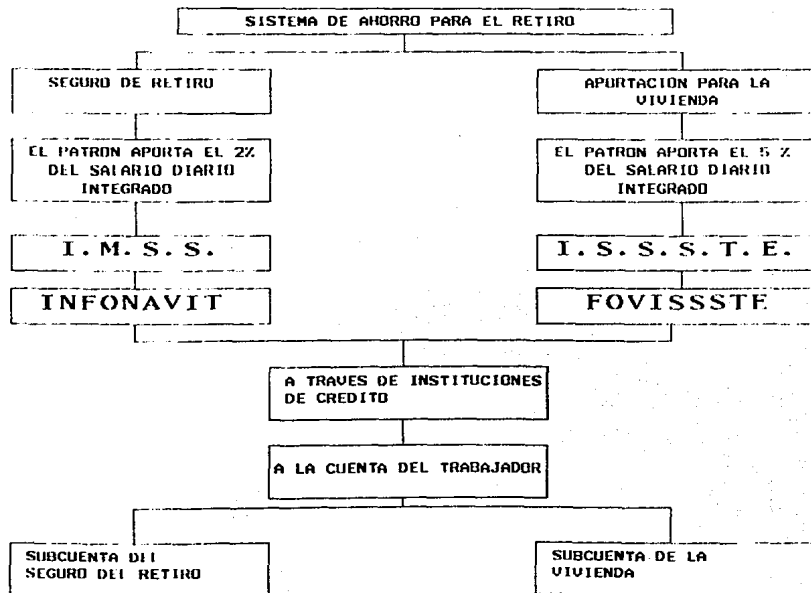 SISTEMA DE AHORRO PARA EL RETIRO
SEGURO DE RETIRO
APORTACION PARA LA
VIVIENDA
EL PATRON APORTA EL 2%
DEL SALARIO DIARIO
INTEGRADO
EL PATRON APORTA EL 5 %
DEL SALARIO DIARIO
INTEGRADO
I. M. S. S.
I. S. S. S. T. E.
INFONAVIT
FOVISSSTE
A TRAVES DE INSTITUCIONES
DE CREDITO
A LA CUENTA DEL TRABAJADOR
SUBCUENTA DEL
SEGURO DEL RETIRO
SUBCUENTA DE LA
VIVIENDA